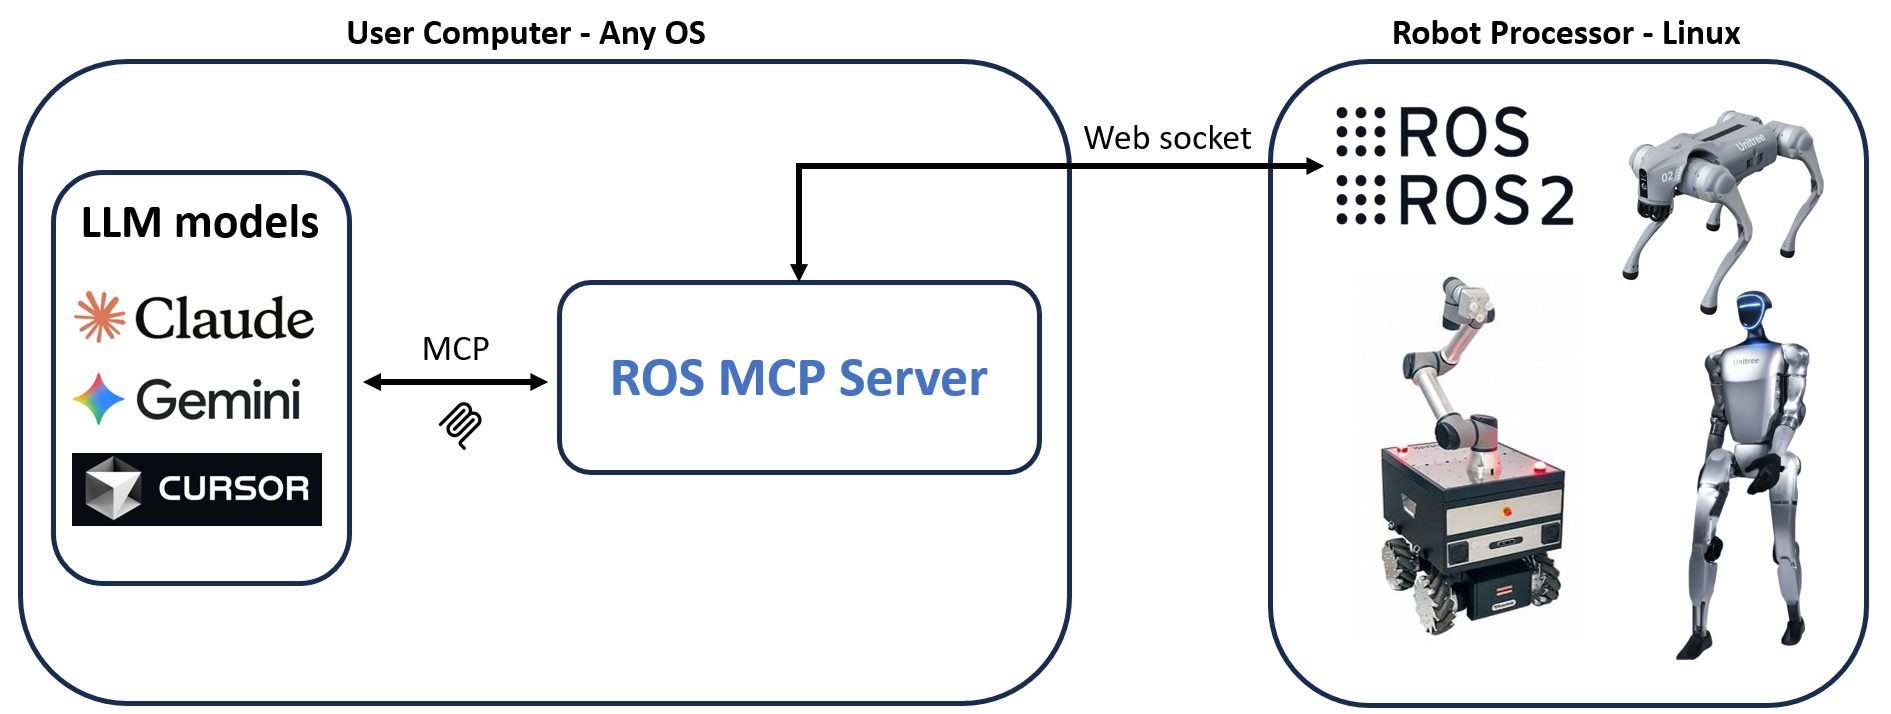 User Computer - Any OS
Robot Processor - Linux
LLM models
Claude
Gemini
CURSOR
MCP
ROS MCP Server
Web socket
ROS
ROS 2
Unitree
02
Unitree